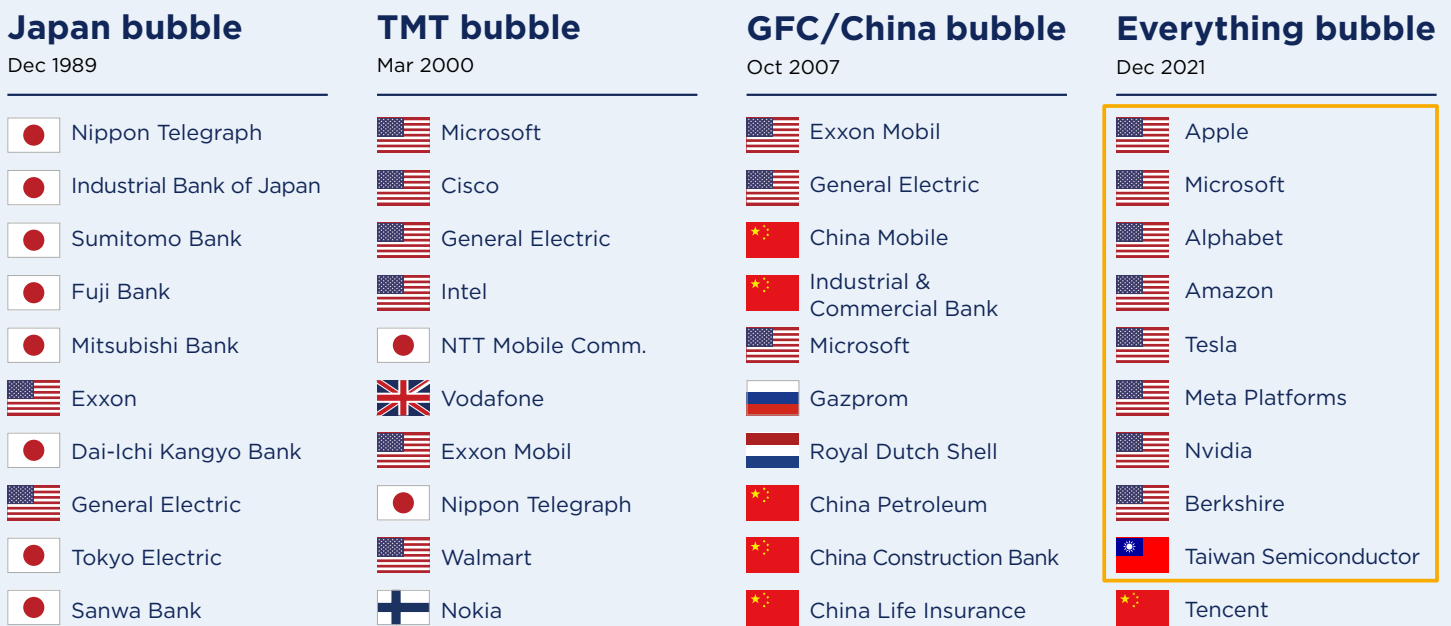 Japan bubble
Dec 1989
Nippon Telegraph
Industrial Bank of Japan
Sumitomo Bank
Fuji Bank
Mitsubishi Bank
Exxon
Dai-Ichi Kangyo Bank
General Electric
Tokyo Electric
Sanwa Bank
TMT bubble
Mar 2000
Microsoft
Cisco
General Electric
Intel
NTT Mobile Comm.
Vodafone
Exxon Mobil
Nippon Telegraph
Walmart
Nokia
GFC/China bubble
Oct 2007
Exxon Mobil
General Electric
China Mobile
Industrial &
Commercial Bank
Microsoft
Gazprom
Royal Dutch Shell
China Petroleum
China Construction Bank
China Life Insurance
Everything bubble
Dec 2021
Apple
Microsoft
Alphabet
Amazon
Tesla
Meta Platforms
Nvidia
Berkshire
Taiwan Semiconductor
Tencent